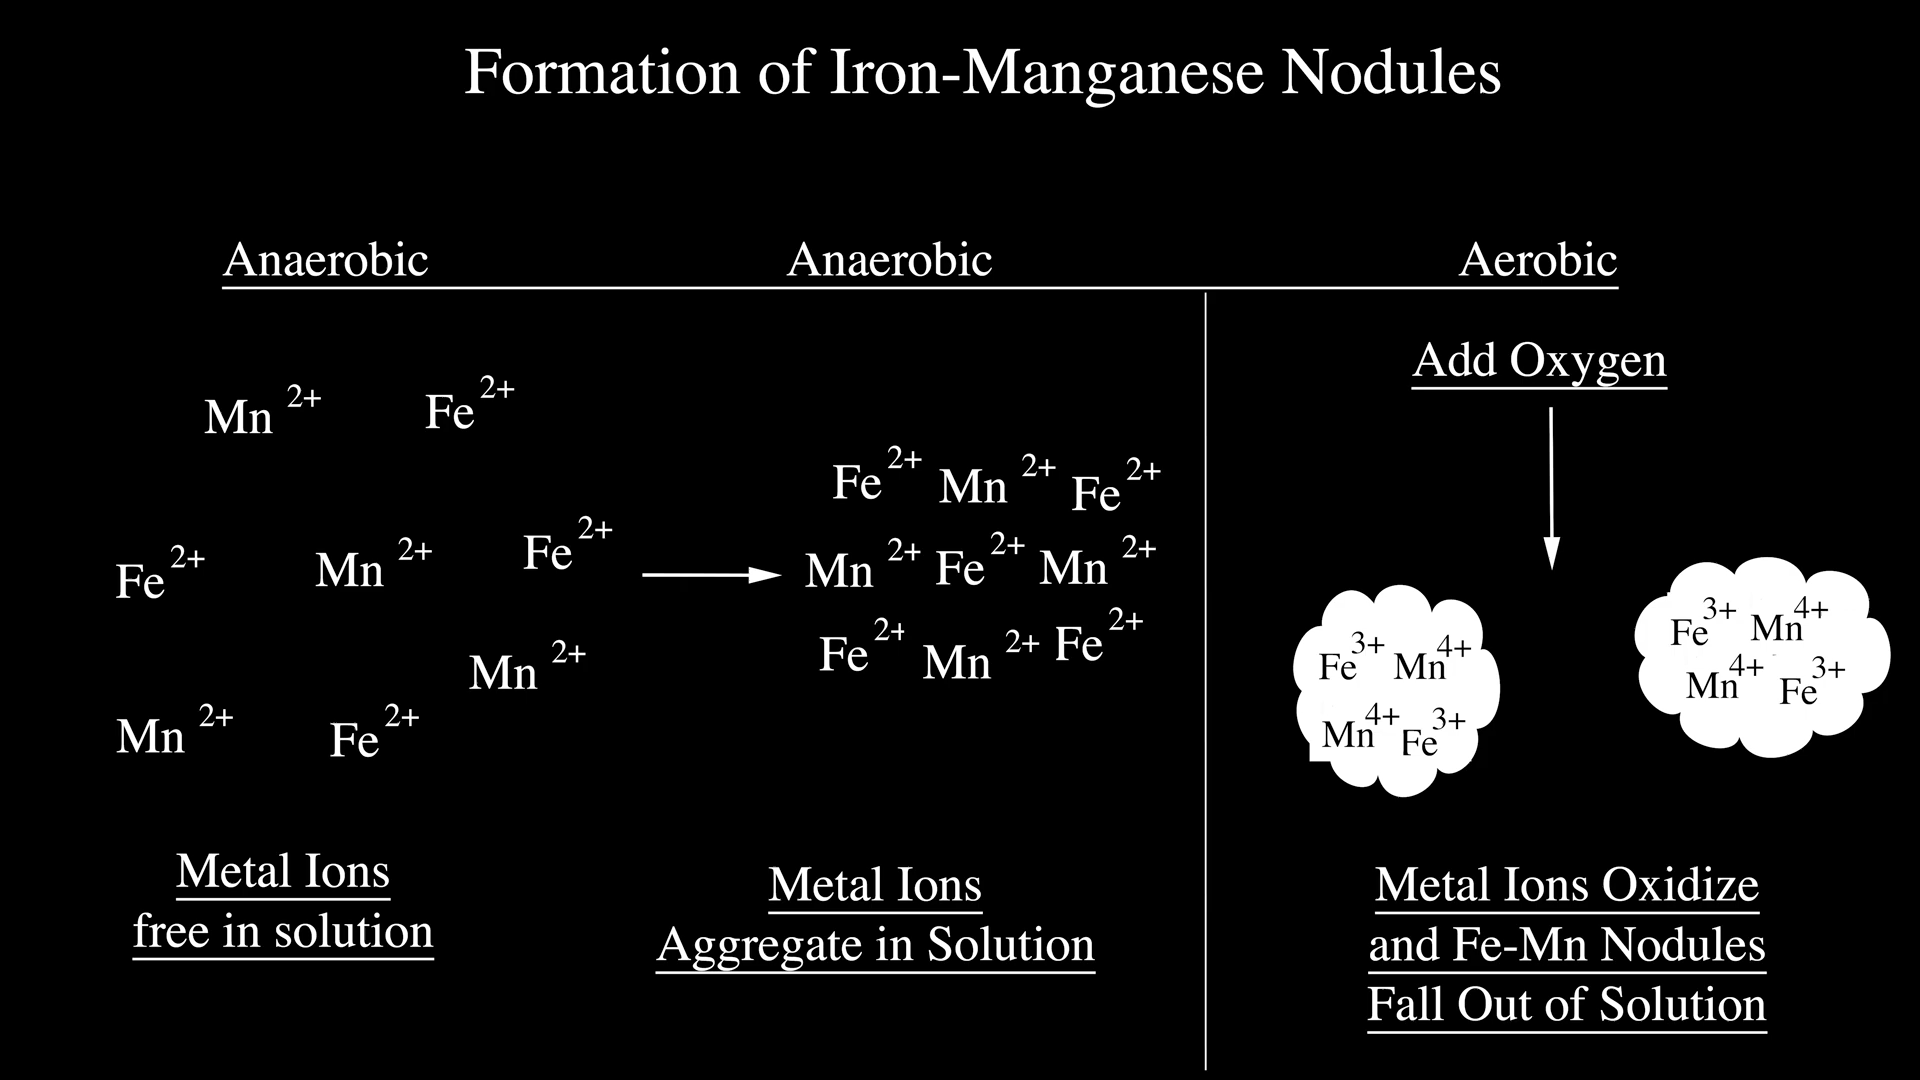 Formation of Iron-Manganese Nodules
Anaerobic Anaerobic Aerobic
Add Oxygen
Mn 2+ Fe 2+
Fe 2+ Mn 2+ Fe 2+
Mn 2+
Mn 2+ Fe 2+
Fe 2+ Mn 2+ Fe 2+
Mn 2+ Fe 2+ Mn 2+
Fe 2+ Mn 2+ Fe 2+
Fe 3+ Mn 4+
Mn 4+ Fe 3+
Fe 3+ Mn 4+
Mn 4+ Fe 3+
Metal Ions
free in solution
Metal Ions
Aggregate in Solution
Metal Ions Oxidize
and Fe-Mn Nodules
Fall Out of Solution